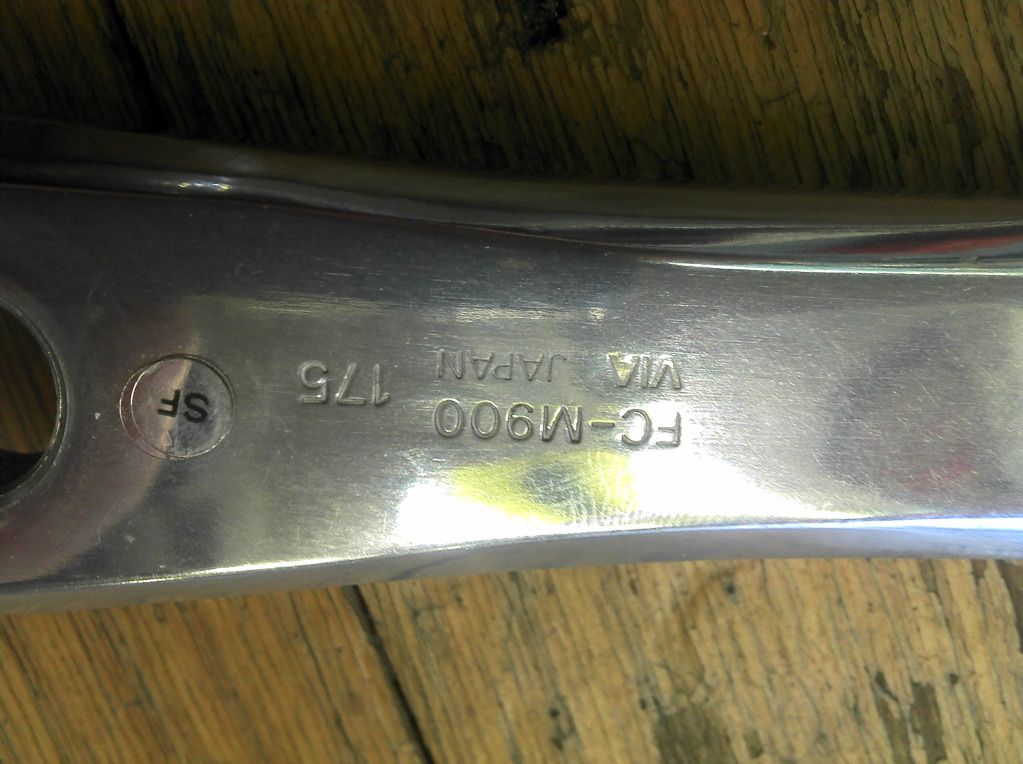 FC-M900
VIA JAPAN 175
SF